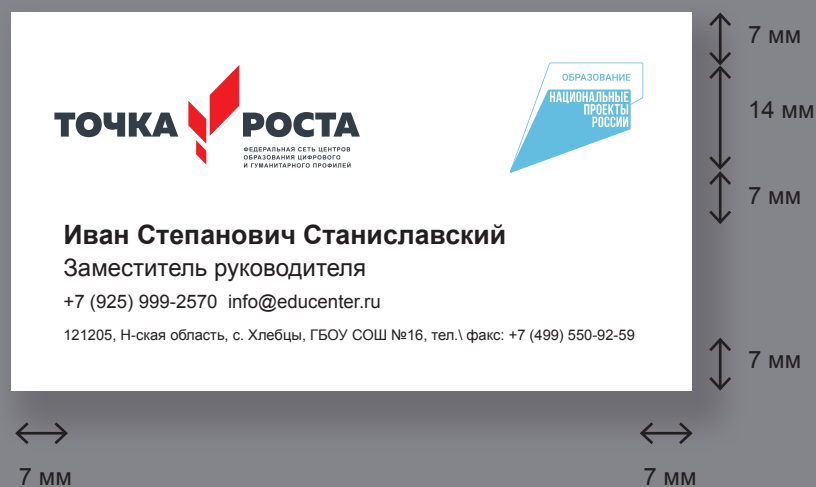 ТОЧКА РОСТА
ФЕДЕРАЛЬНАЯ СЕТЬ ЦЕНТРОВ
ОБРАЗОВАНИЯ ЦИФРОВОГО
И ГУМАНИТАРНОГО ПРОФИЛЕЙ
ОБРАЗОВАНИЕ
НАЦИОНАЛЬНЫЕ
ПРОЕКТЫ
РОССИИ
Иван Степанович Станиславский
Заместитель руководителя
+7 (925) 999-2570 info@educenter.ru
121205, Н-ская область, с. Хлебцы, ГБОУ СОШ №16, тел.\ факс: +7 (499) 550-92-59
7 мм
14 мм
7 мм
7 мм
7 мм
7 мм